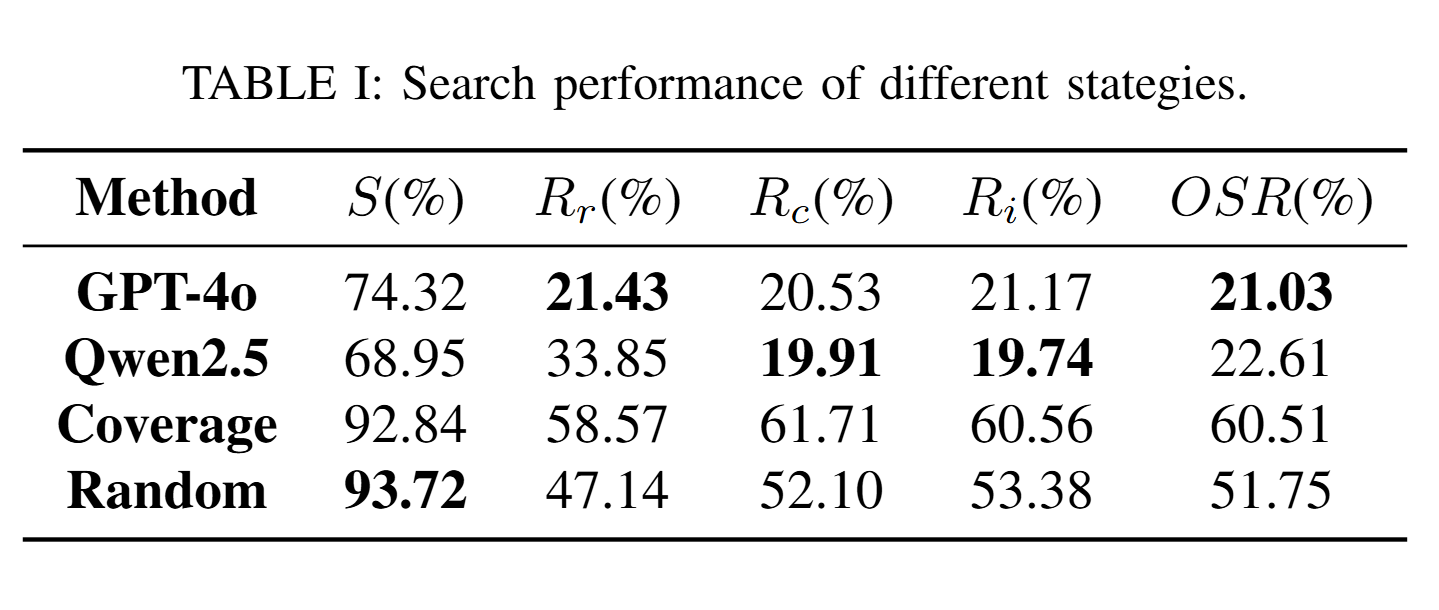 TABLE I: Search performance of different stategies.
Method S(%) R_r(%) R_c(%) R_i(%) OSR(%)
GPT-4o 74.32 21.43 20.53 21.17 21.03
Qwen2.5 68.95 33.85 19.91 19.74 22.61
Coverage 92.84 58.57 61.71 60.56 60.51
Random 93.72 47.14 52.10 53.38 51.75